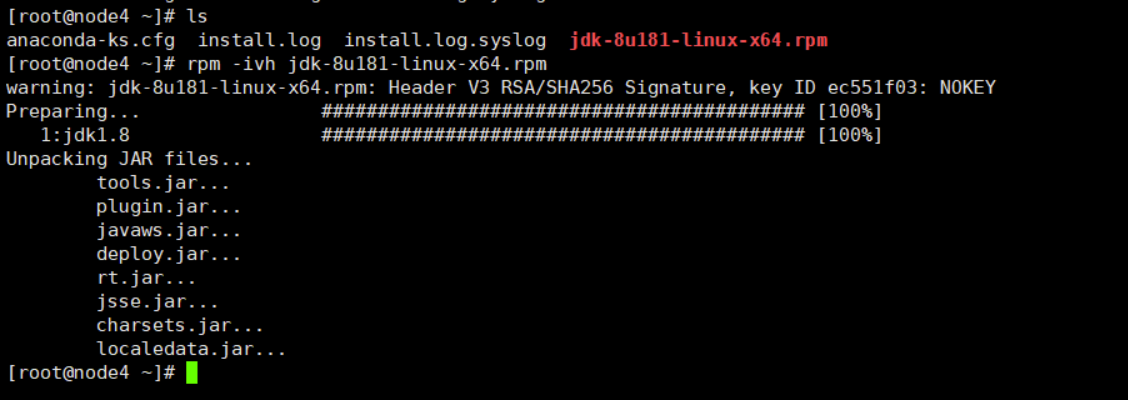 [root@node4 ~]# ls
anaconda-ks.cfg  install.log  install.log.syslog  jdk-8u181-linux-x64.rpm
[root@node4 ~]# rpm -ivh jdk-8u181-linux-x64.rpm
warning: jdk-8u181-linux-x64.rpm: Header V3 RSA/SHA256 Signature, key ID ec551f03: NOKEY
Preparing...                ########################################### [100%]
   1:jdk1.8                 ########################################### [100%]
Unpacking JAR files...
        tools.jar...
        plugin.jar...
        javaws.jar...
        deploy.jar...
        rt.jar...
        jsse.jar...
        charsets.jar...
        localedata.jar...
[root@node4 ~]#